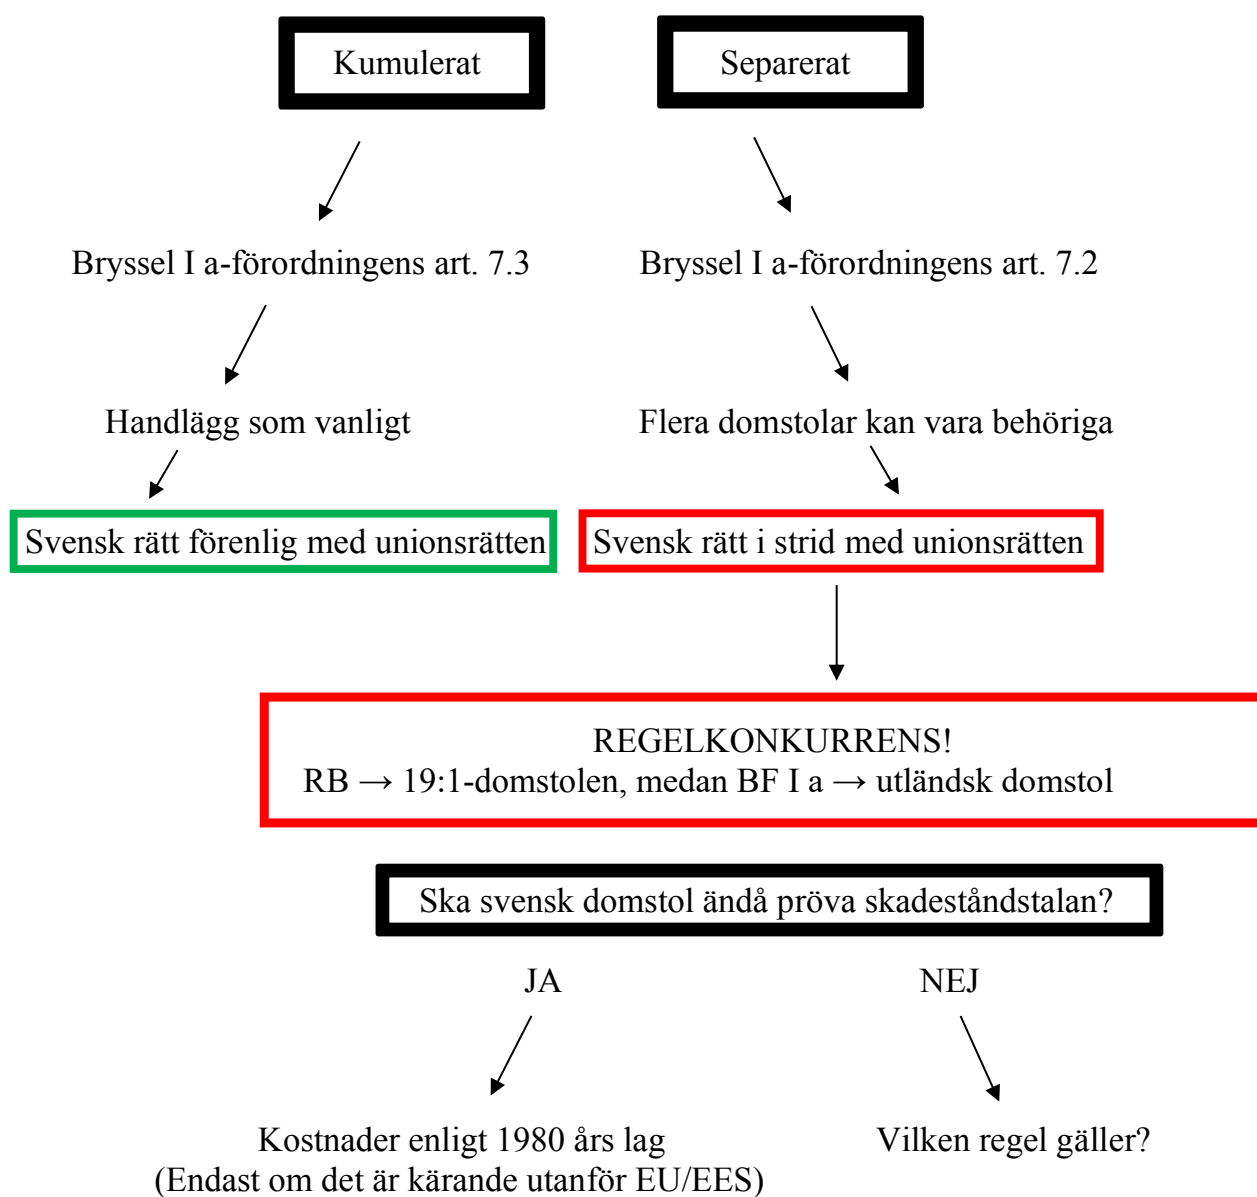 Kumulerat
Separerat
Bryssel I a-förordningens art. 7.3
Bryssel I a-förordningens art. 7.2
Handlägg som vanligt
Flera domstolar kan vara behöriga
Svensk rätt förenlig med unionsrätten
Svensk rätt i strid med unionsrätten
REGELKONKURRENS!
RB → 19:1-domstolen, medan BF I a → utländsk domstol
Ska svensk domstol ändå pröva skadeståndstalan?
JA
NEJ
Kostnader enligt 1980 års lag
(Endast om det är kärande utanför EU/EES)
Vilken regel gäller?